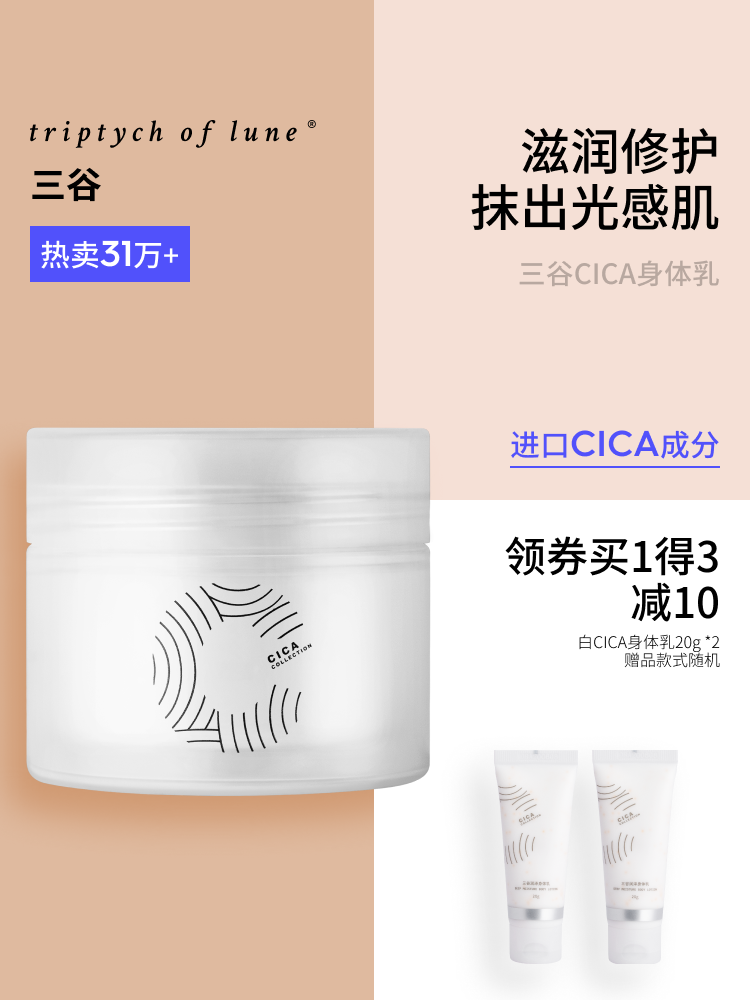 triptych of lune®
三谷
热卖31万+
滋润修护
抹出光感肌
三谷CICA身体乳
进口CICA成分
领券买1得3
减10
白CICA身体乳20g *2
赠品款式随机
CICA
COLLECTION
CICA
COLLECTION
CICA
COLLECTION